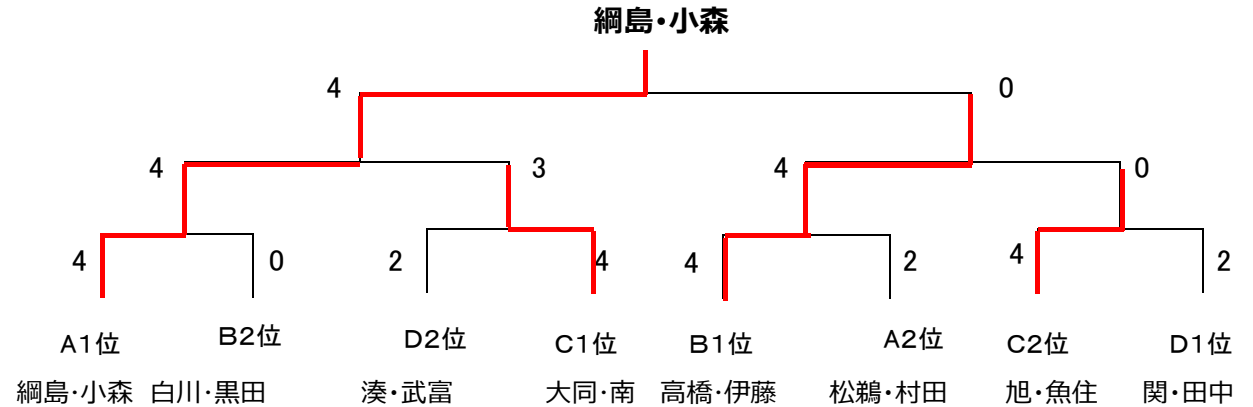 綱島・小森
4 0
4 3 4 0
4 0 2 4 4 2 4 2
A1位 B2位 D2位 C1位 B1位 A2位 C2位 D1位
綱島・小森 白川・黒田 湊・武富 大同・南 高橋・伊藤 松鵜・村田 旭・魚住 関・田中